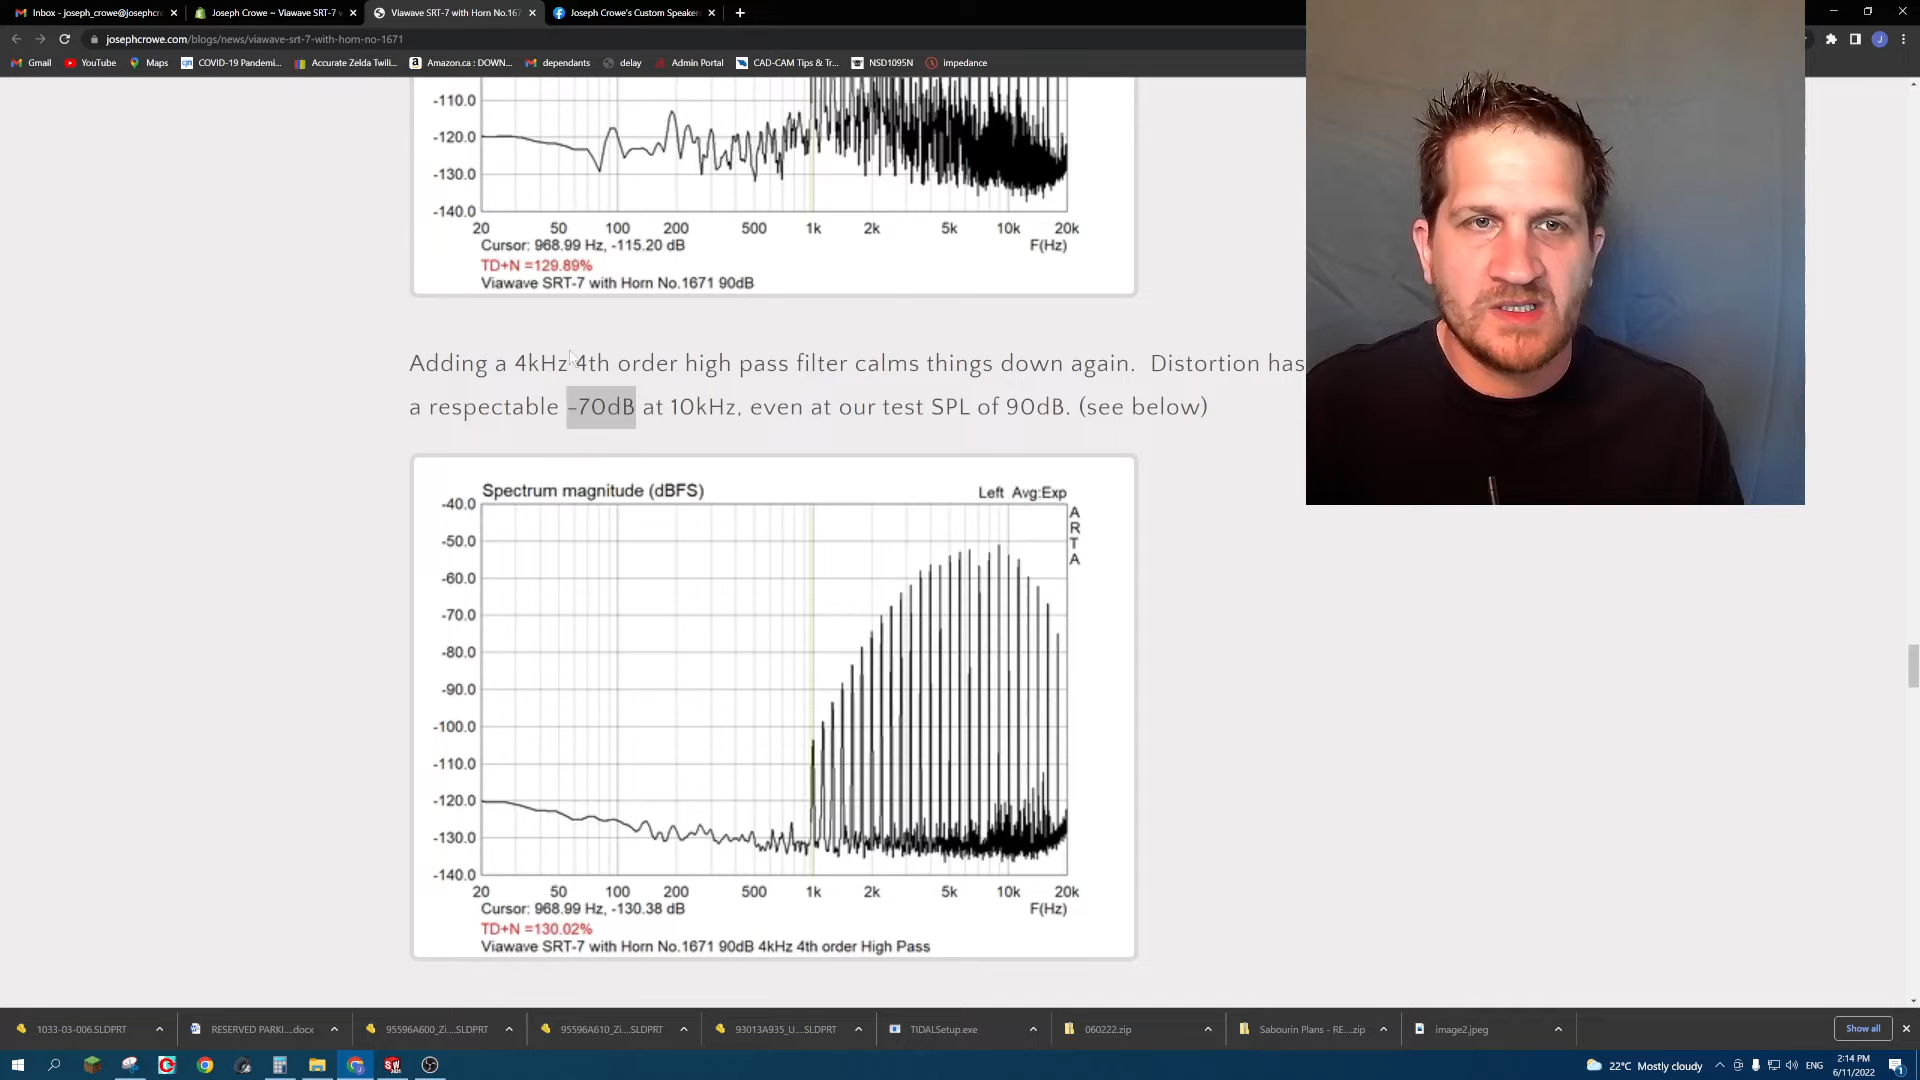 Inbox - joseph_crowe@josephcr
Joseph Crowe ~ Viawave SRT-7 w
Viawave SRT-7 with Horn No.167
Joseph Crowe's Custom Speaker
josephcrowe.com/blogs/news/viawave-srt-7-with-horn-no-1671
Gmail
YouTube
Maps
COVID-19 Pandemi...
Accurate Zelda Twili...
Amazon.ca : DOWN...
dependants
delay
Admin Portal
CAD-CAM Tips & Tr...
NSD1095N
impedance
-110.0
-120.0
-130.0
-140.0
20 50 100 200 500 1k 2k 5k 10k 20k
Cursor: 968.99 Hz, -115.20 dB F(Hz)
TD+N =129.89%
Viawave SRT-7 with Horn No.1671 90dB
Adding a 4kHz 4th order high pass filter calms things down again. Distortion has
a respectable -70dB at 10kHz, even at our test SPL of 90dB. (see below)
Spectrum magnitude (dBFS) Left Avg:Exp
-40.0
-50.0
-60.0
-70.0
-80.0
-90.0
-100.0
-110.0
-120.0
-130.0
-140.0
A
R
T
A
20 50 100 200 500 1k 2k 5k 10k 20k
Cursor: 968.99 Hz, -130.38 dB F(Hz)
TD+N =130.02%
Viawave SRT-7 with Horn No.1671 90dB 4kHz 4th order High Pass
1033-03-006.SLDPRT
RESERVED PARKI....docx
95596A600_Zi....SLDPRT
95596A610_Zi....SLDPRT
93013A935_U....SLDPRT
TIDALSetup.exe
060222.zip
Sabourin Plans - RE....zip
image2.jpeg
Show all
22°C Mostly cloudy
ENG
2:14 PM
6/11/2022